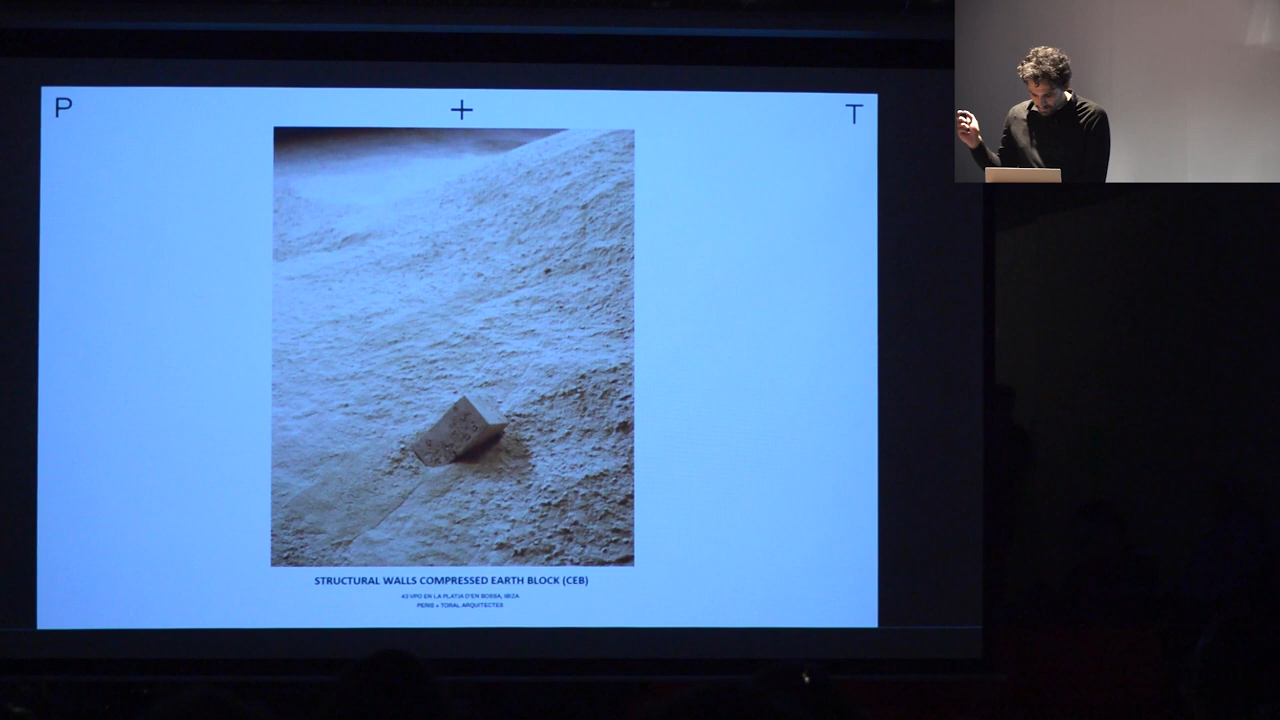 P + T
STRUCTURAL WALLS COMPRESSED EARTH BLOCK (CEB)
43 VPO EN LA PLATJA D'EN BOSSA, IBIZA
PERIS + TORAL ARQUITECTES